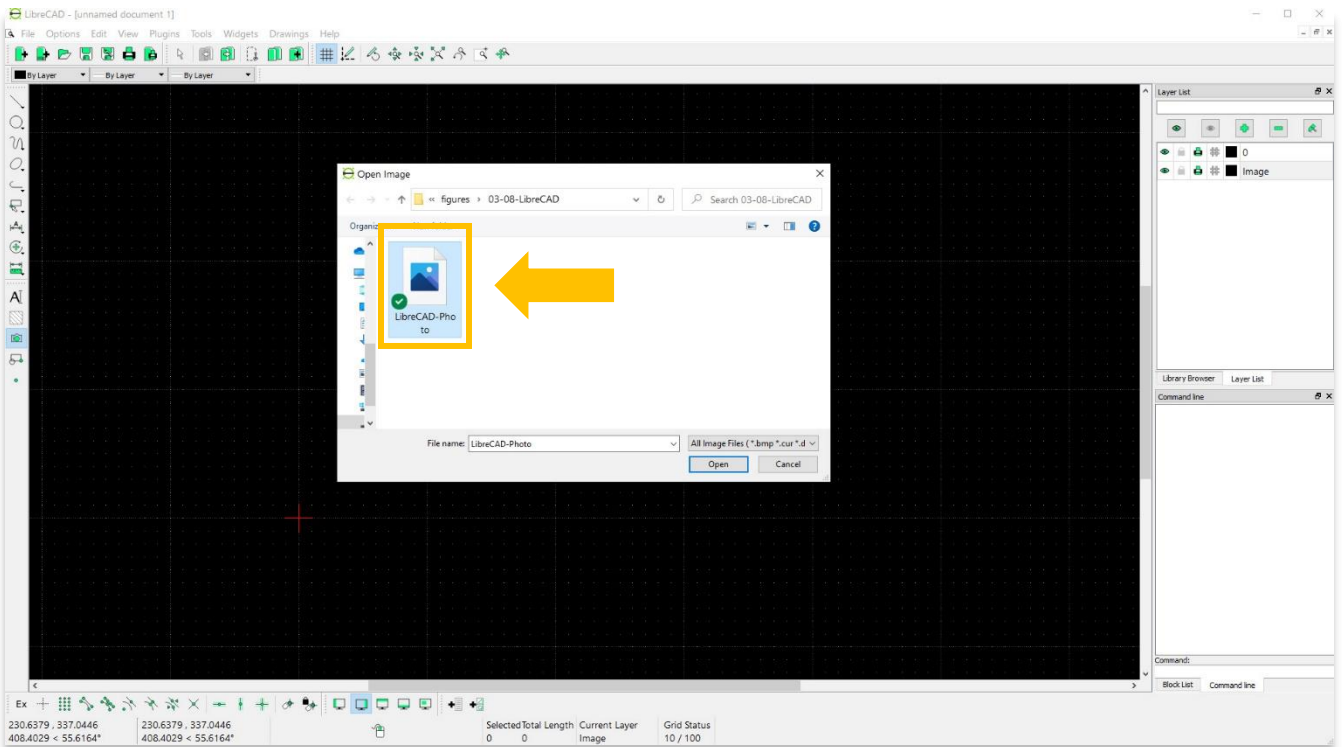 LibreCAD - [unnamed document 1]
File Options Edit View Plugins Tools Widgets Drawings Help
By Layer By Layer By Layer
Layer List
0
Image
Open Image
« figures › 03-08-LibreCAD
Search 03-08-LibreCAD
LibreCAD-Pho
to
File name: LibreCAD-Photo
All Image Files ( *.bmp *.cur *.d
Open Cancel
Library Browser Layer List
Command line
Command:
Block List Command line
Ex
230.6379 , 337.0446 230.6379 , 337.0446 Selected Total Length Current Layer Grid Status
408.4029 < 55.6164° 408.4029 < 55.6164° 0 0 Image 10 / 100